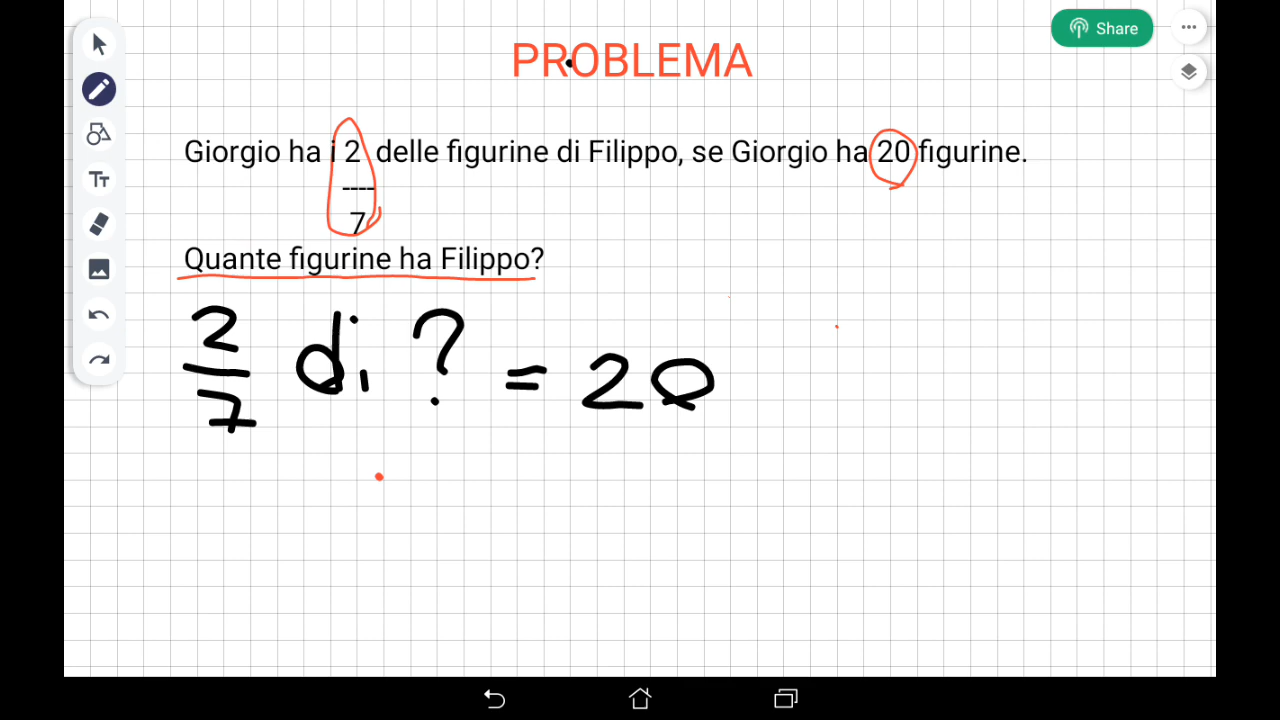 Share
PROBLEMA
Giorgio ha i 2 delle figurine di Filippo, se Giorgio ha 20 figurine.
----
7
Quante figurine ha Filippo?
2
di ? = 20
7